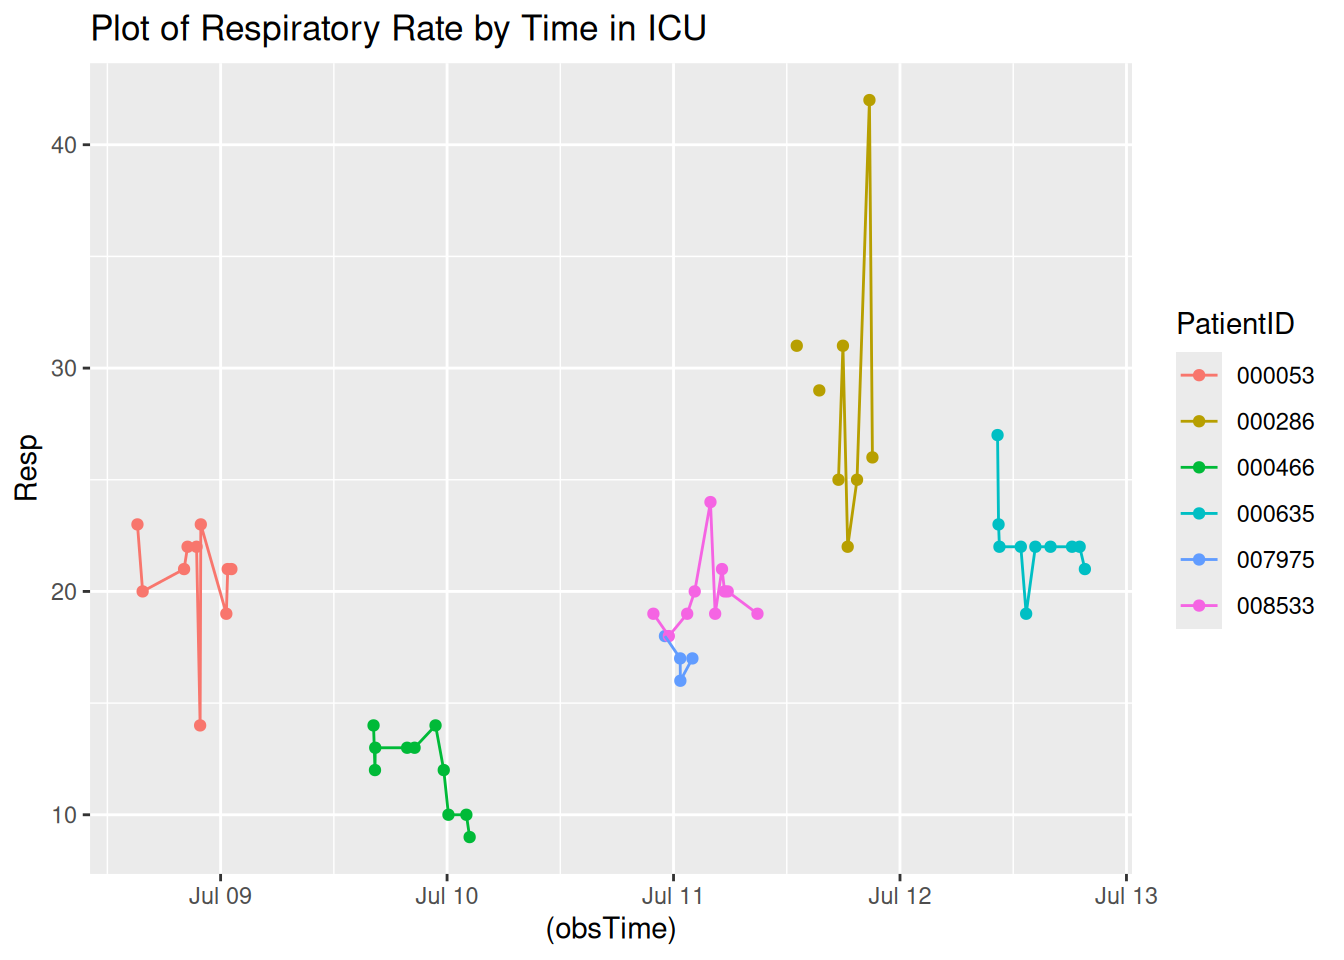 Plot of Respiratory Rate by Time in ICU
Resp
40
30
20
10
Jul 09
Jul 10
Jul 11
Jul 12
Jul 13
(obsTime)
PatientID
000053
000286
000466
000635
007975
008533